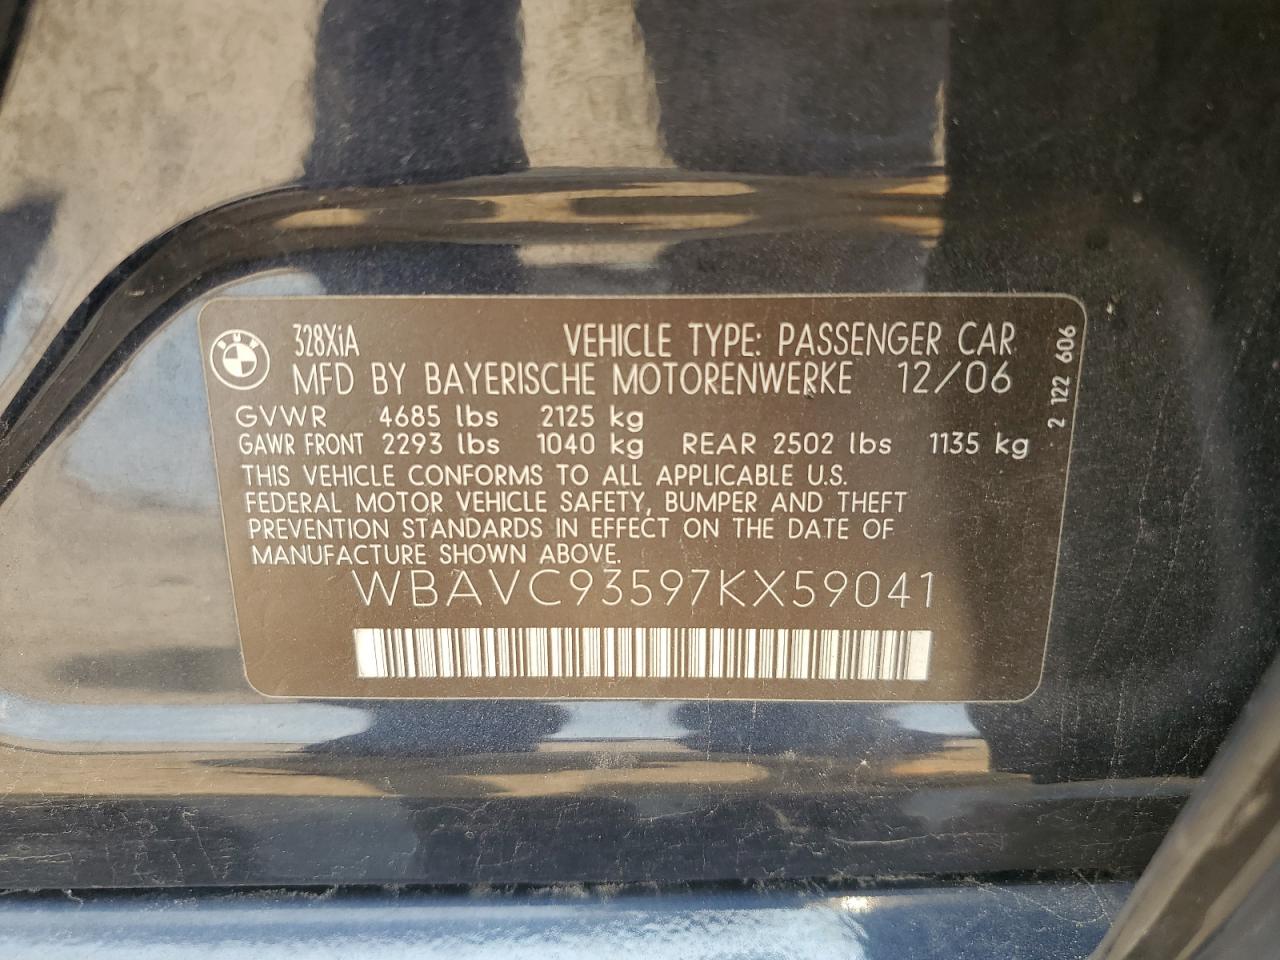 BMW
328XiA VEHICLE TYPE: PASSENGER CAR
MFD BY BAYERISCHE MOTORENWERKE 12/06
GVWR 4685 lbs 2125 kg
GAWR FRONT 2293 lbs 1040 kg REAR 2502 lbs 1135 kg
THIS VEHICLE CONFORMS TO ALL APPLICABLE U.S.
FEDERAL MOTOR VEHICLE SAFETY, BUMPER AND THEFT
PREVENTION STANDARDS IN EFFECT ON THE DATE OF
MANUFACTURE SHOWN ABOVE.
WBAVC93597KX59041
2 122 606